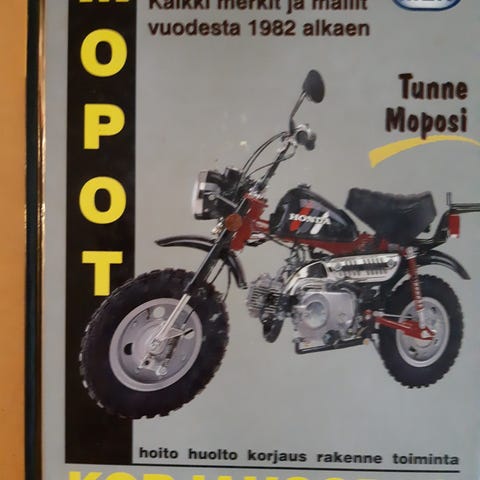 MOPOT
Kaikki merkit ja mallit
vuodesta 1982 alkaen
Tunne
Moposi
HONDA
hoito huolto korjaus rakenne toiminta